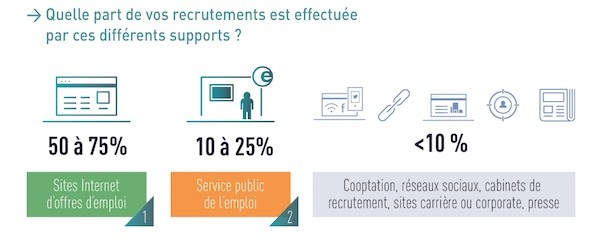 → Quelle part de vos recrutements est effectuée
par ces différents supports ?
50 à 75%
Sites Internet
d'offres d'emploi
1
10 à 25%
Service public
de l'emploi
2
<10 %
Cooptation, réseaux sociaux, cabinets de
recrutement, sites carrière ou corporate, presse